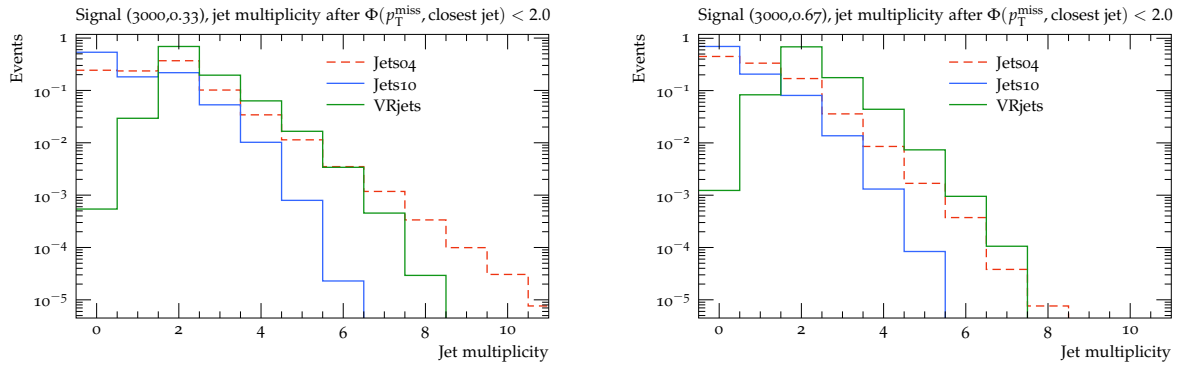 Signal (3000,0.33), jet multiplicity after Φ(p_T^miss, closest jet) < 2.0
Events
1
10^−1
10^−2
10^−3
10^−4
10^−5
Jets04
Jets10
VRjets
0 2 4 6 8 10
Jet multiplicity
Signal (3000,0.67), jet multiplicity after Φ(p_T^miss, closest jet) < 2.0
Events
1
10^−1
10^−2
10^−3
10^−4
10^−5
Jets04
Jets10
VRjets
0 2 4 6 8 10
Jet multiplicity